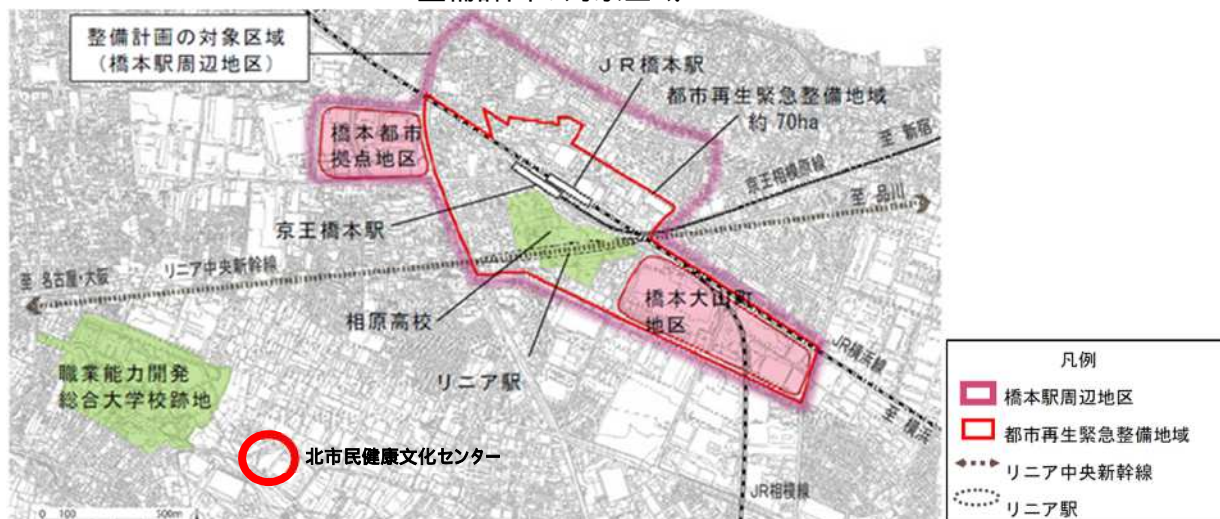 整備計画の対象区域
（橋本駅周辺地区）
ＪＲ橋本駅
都市再生緊急整備地域
約 70ha
至 新宿
京王相模原線
至 品川
橋本都市
拠点地区
京王橋本駅
リニア中央新幹線
至 名古屋・大阪
相原高校
橋本大山町
地区
リニア駅
JR横浜線
至 横浜
職業能力開発
総合大学校跡地
北市民健康文化センター
JR相模線
0 100 500m
凡例
橋本駅周辺地区
都市再生緊急整備地域
リニア中央新幹線
リニア駅